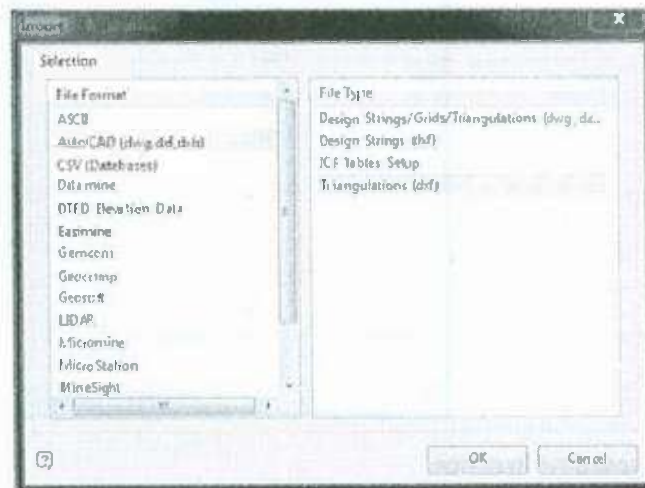 Import
Selection
File Format
ASCII
AutoCAD (dwg, dxf, dxb)
CSV (Databases)
Datamine
DTED Elevation Data
Easimine
Gemcom
Geocomp
Geosoft
LIDAR
Micromine
MicroStation
MineSight
File Type
Design Strings/Grids/Triangulations (dwg, dx...
Design Strings (dxf)
ICF Tables Setup
Triangulations (dxf)
OK
Cancel